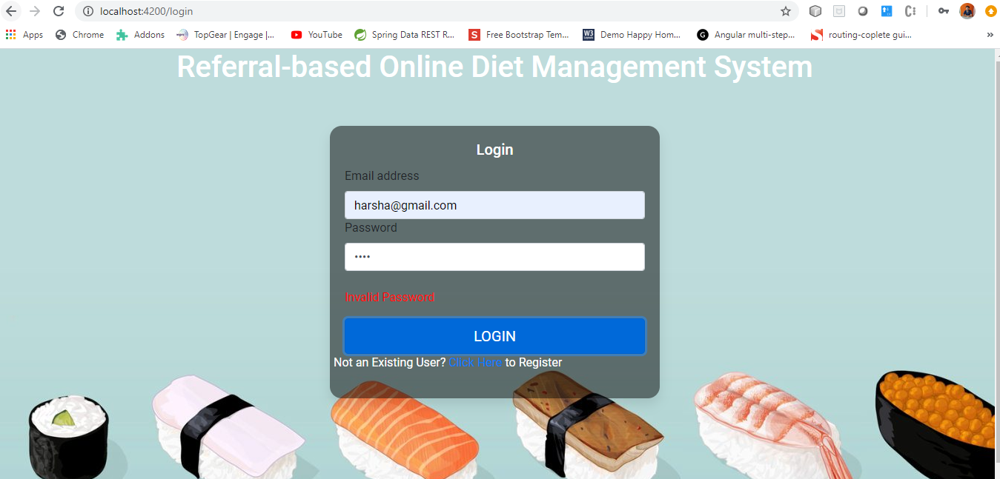 localhost:4200/login
Apps Chrome Addons TopGear | Engage |... YouTube Spring Data REST R... S Free Bootstrap Tem... W3 Demo Happy Hom... G Angular multi-step... routing-coplete gui... »
Referral-based Online Diet Management System
Login
Email address
harsha@gmail.com
Password
••••
Invalid Password
LOGIN
Not an Existing User? Click Here to Register